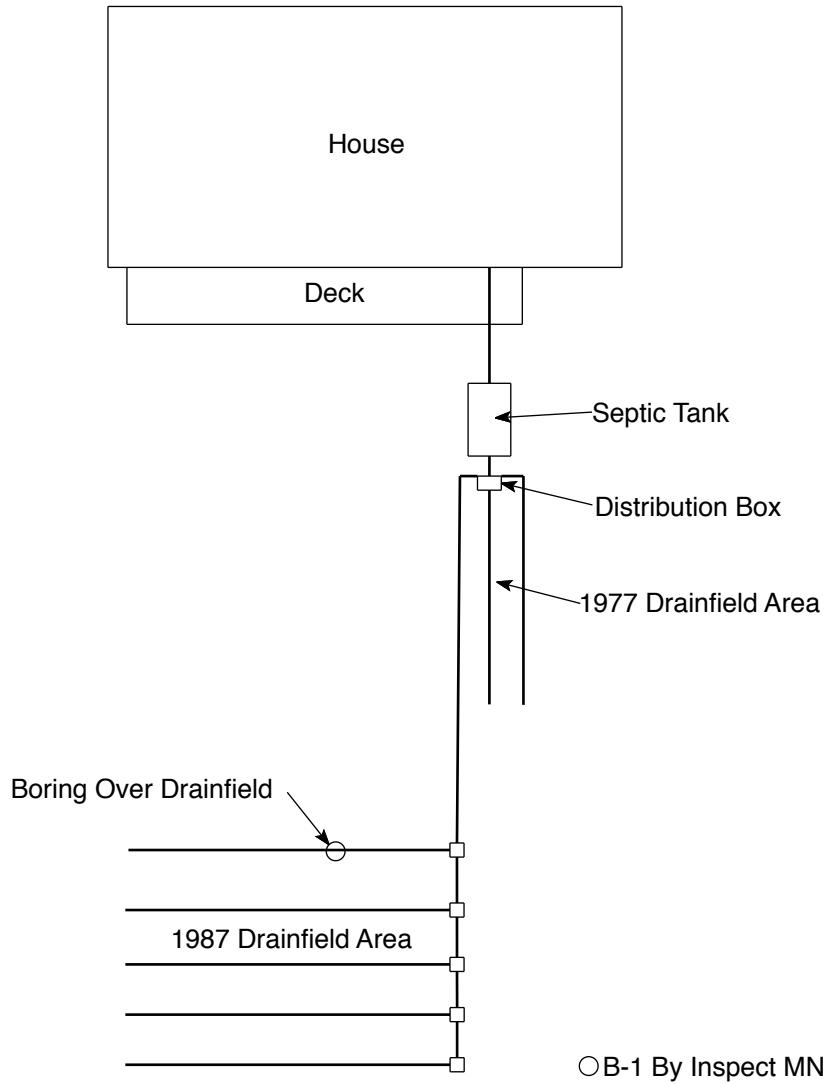 House
Deck
Septic Tank
Distribution Box
1977 Drainfield Area
Boring Over Drainfield
1987 Drainfield Area
B-1 By Inspect MN